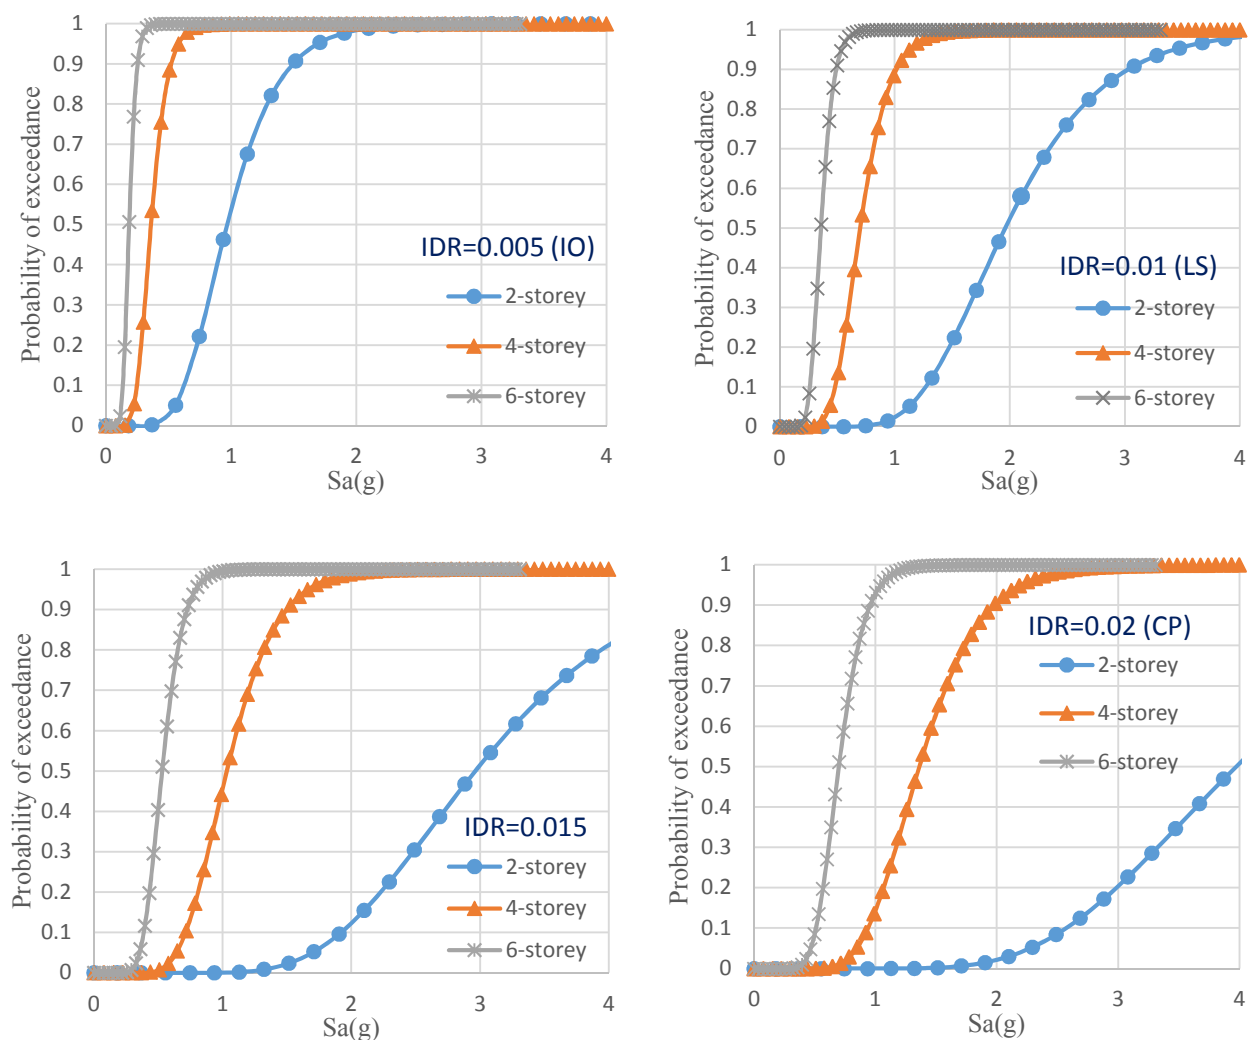 Probability of exceedance
1
0.9
0.8
0.7
0.6
0.5
0.4
0.3
0.2
0.1
0
IDR=0.005 (IO)
2-storey
4-storey
6-storey
0 1 2 3 4
Sa(g)
Probability of exceedance
1
0.9
0.8
0.7
0.6
0.5
0.4
0.3
0.2
0.1
0
IDR=0.01 (LS)
2-storey
4-storey
6-storey
0 1 2 3 4
Sa(g)
Probability of exceedance
1
0.9
0.8
0.7
0.6
0.5
0.4
0.3
0.2
0.1
0
IDR=0.015
2-storey
4-storey
6-storey
0 1 2 3 4
Sa(g)
Probability of exceedance
1
0.9
0.8
0.7
0.6
0.5
0.4
0.3
0.2
0.1
0
IDR=0.02 (CP)
2-storey
4-storey
6-storey
0 1 2 3 4
Sa(g)